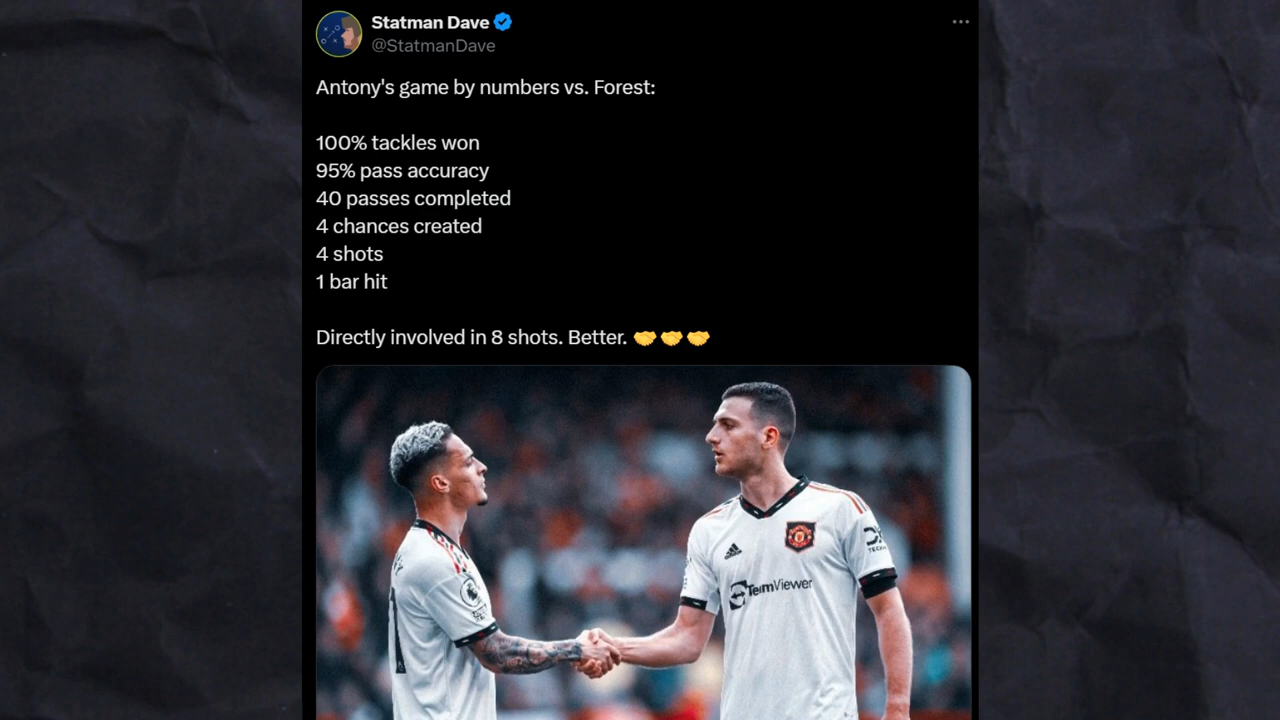 Statman Dave
@StatmanDave
Antony's game by numbers vs. Forest:
100% tackles won
95% pass accuracy
40 passes completed
4 chances created
4 shots
1 bar hit
Directly involved in 8 shots. Better. 🤝🤝🤝
TeamViewer